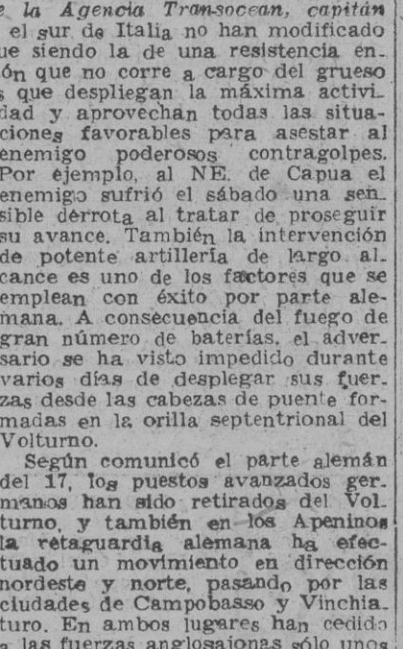 de la Agencia Transocean, capitán
el sur de Italia no han modificado
ue siendo la de una resistencia en-
ón que no corre a cargo del grueso
s que despliegan la máxima activi-
dad y aprovechan todas las situa-
ciones favorables para asestar al
enemigo poderosos contragolpes.
Por ejemplo, al NE. de Capua el
enemigo sufrió el sábado una sen-
sible derrota al tratar de proseguir
su avance. También la intervención
de potente artillería de largo al-
cance es uno de los factores que se
emplean con éxito por parte ale-
mana. A consecuencia del fuego de
gran número de baterías, el adver-
sario se ha visto impedido durante
varios días de desplegar sus fuer-
zas desde las cabezas de puente for-
madas en la orilla septentrional del
Volturno.
Según comunicó el parte alemán
del 17, los puestos avanzados ger-
manos han sido retirados del Vol-
turno, y también en los Apeninos
la retaguardia alemana ha efec-
tuado un movimiento en dirección
nordeste y norte, pasando por las
ciudades de Campobasso y Vinchia-
turo. En ambos lugares han cedido
a las fuerzas anglosajonas sólo unos